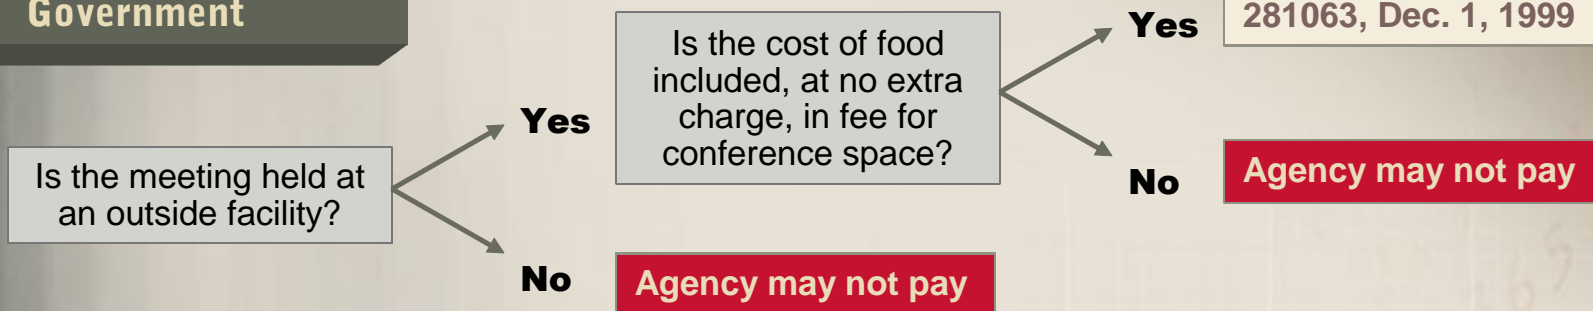 Government
Is the meeting held at
an outside facility?
Yes
No
Is the cost of food
included, at no extra
charge, in fee for
conference space?
Agency may not pay
Yes
No
281063, Dec. 1, 1999
Agency may not pay